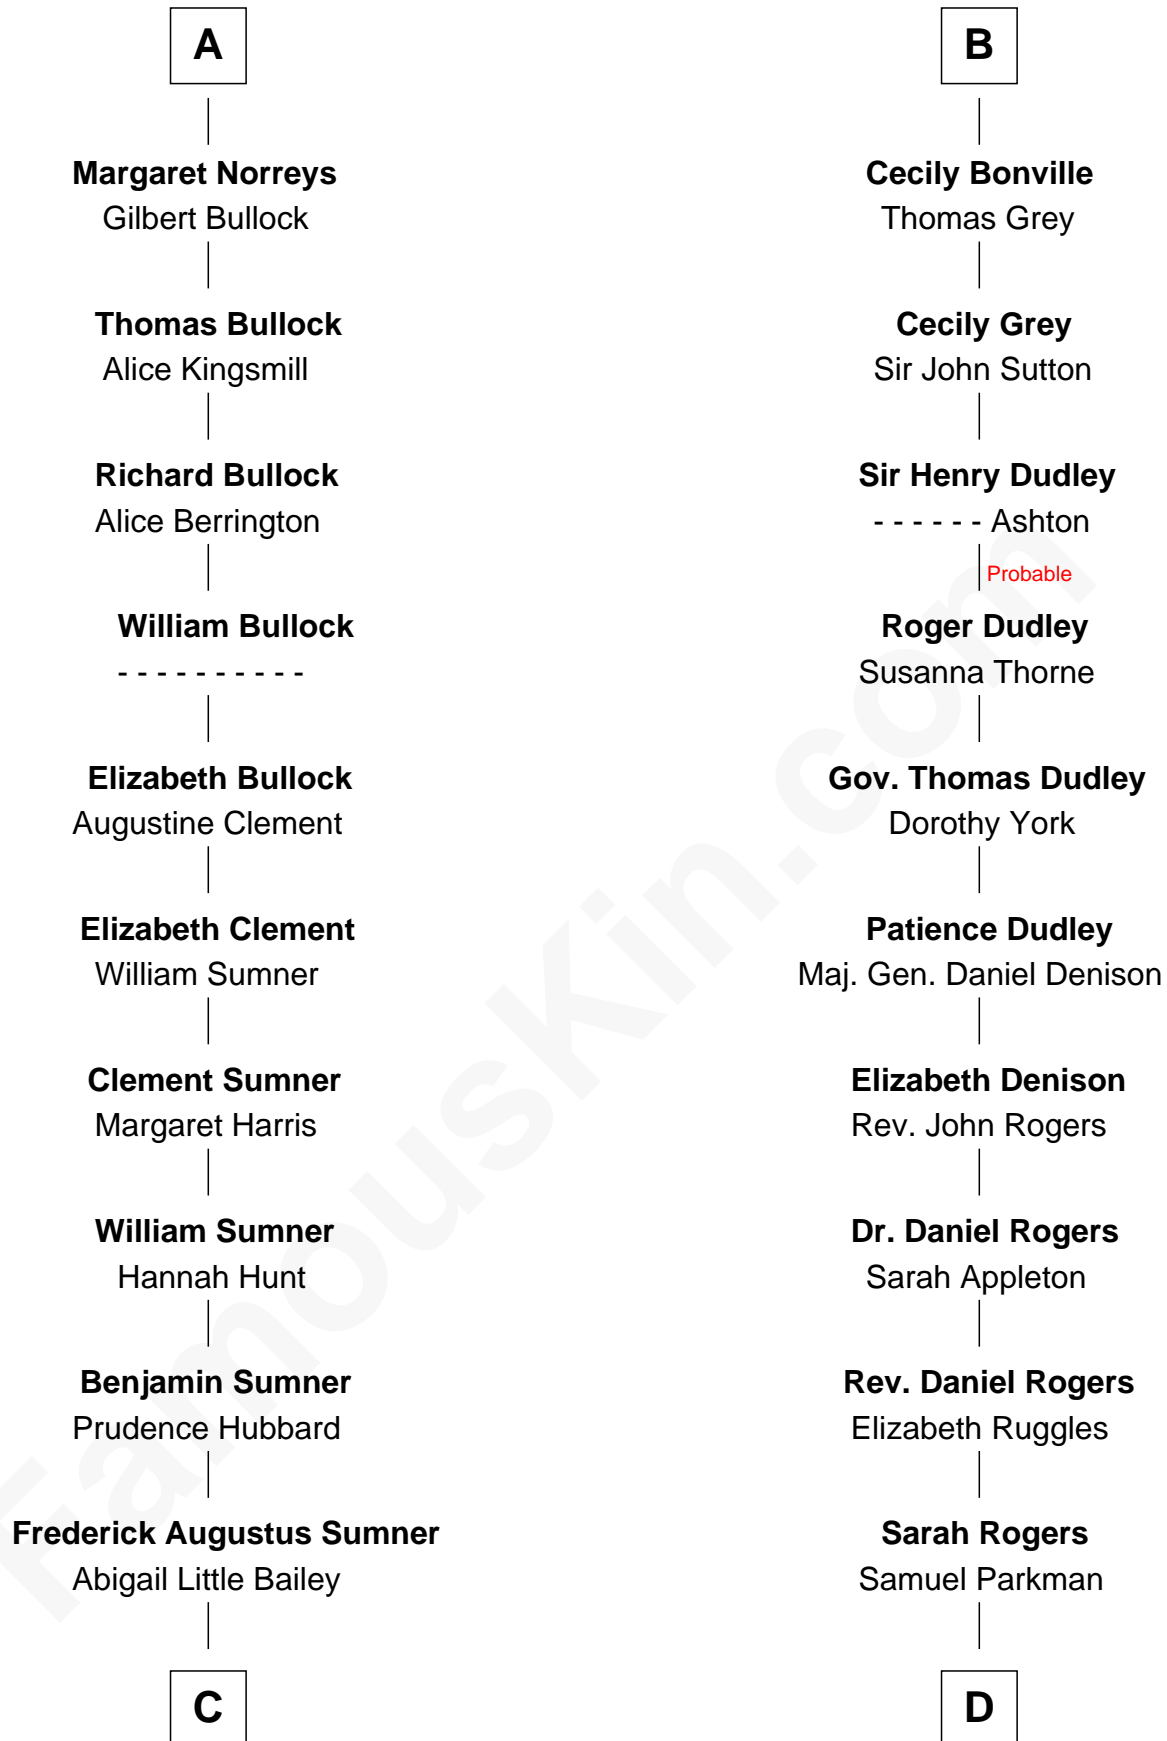 A
Margaret Norreys
Gilbert Bullock
Thomas Bullock
Alice Kingsmill
Richard Bullock
Alice Berrington
William Bullock
- - - - - - - - - -
Elizabeth Bullock
Augustine Clement
Elizabeth Clement
William Sumner
Clement Sumner
Margaret Harris
William Sumner
Hannah Hunt
Benjamin Sumner
Prudence Hubbard
Frederick Augustus Sumner
Abigail Little Bailey
C
B
Cecily Bonville
Thomas Grey
Cecily Grey
Sir John Sutton
Sir Henry Dudley
- - - - - - Ashton
Probable
Roger Dudley
Susanna Thorne
Gov. Thomas Dudley
Dorothy York
Patience Dudley
Maj. Gen. Daniel Denison
Elizabeth Denison
Rev. John Rogers
Dr. Daniel Rogers
Sarah Appleton
Rev. Daniel Rogers
Elizabeth Ruggles
Sarah Rogers
Samuel Parkman
D
FamousKin.com